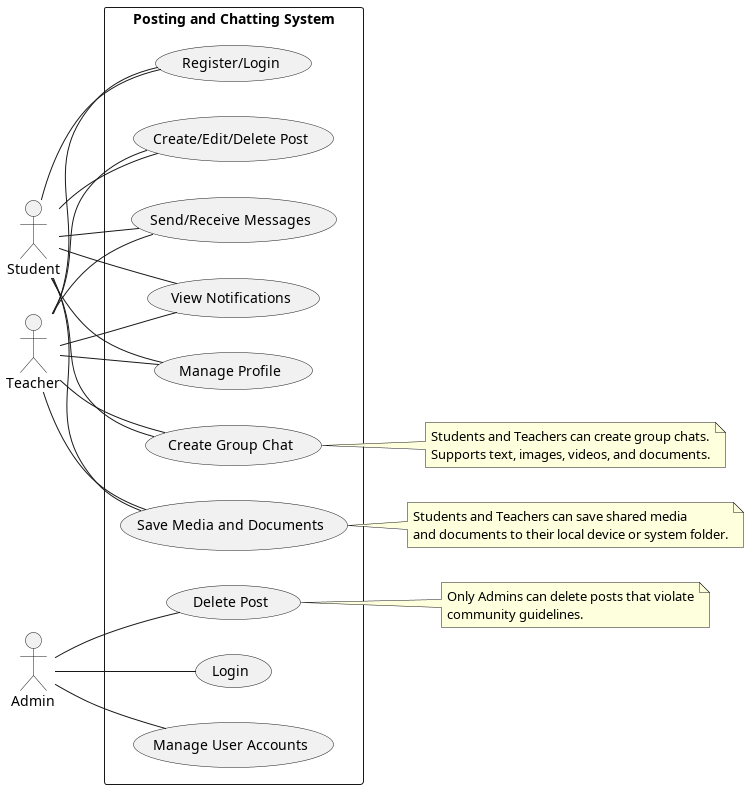 Posting and Chatting System
Register/Login
Create/Edit/Delete Post
Send/Receive Messages
Student
View Notifications
Teacher
Manage Profile
Create Group Chat
Students and Teachers can create group chats.
Supports text, images, videos, and documents.
Save Media and Documents
Students and Teachers can save shared media
and documents to their local device or system folder.
Delete Post
Only Admins can delete posts that violate
community guidelines.
Admin
Login
Manage User Accounts